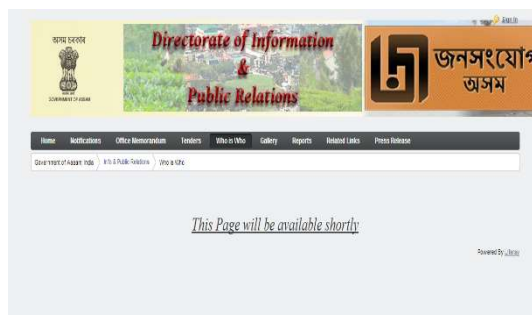 অসম চৰকাৰ
GOVERNMENT OF ASSAM
Directorate of Information
&
Public Relations
জনসংযোগ
অসম
Home Notifications Office Memorandum Tenders Who is Who Gallery Reports Related Links Press Release
Government of Assam, India Info & Public Relations Who is Who
This Page will be available shortly
Powered By